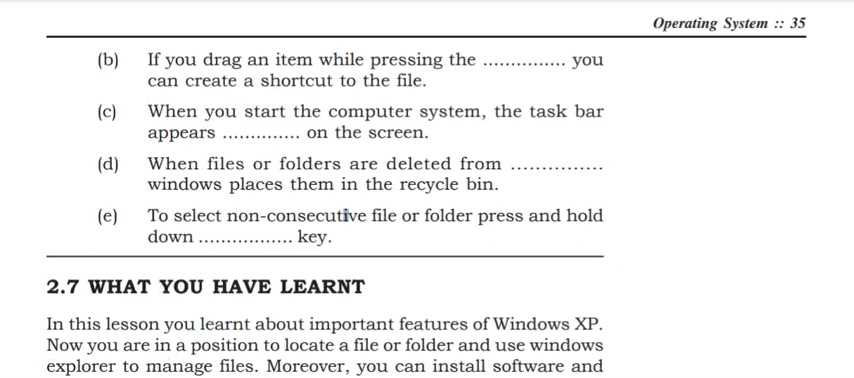 Operating System :: 35
(b) If you drag an item while pressing the ............... you
can create a shortcut to the file.
(c) When you start the computer system, the task bar
appears .............. on the screen.
(d) When files or folders are deleted from ...............
windows places them in the recycle bin.
(e) To select non-consecutive file or folder press and hold
down ................. key.
2.7 WHAT YOU HAVE LEARNT
In this lesson you learnt about important features of Windows XP.
Now you are in a position to locate a file or folder and use windows
explorer to manage files. Moreover, you can install software and